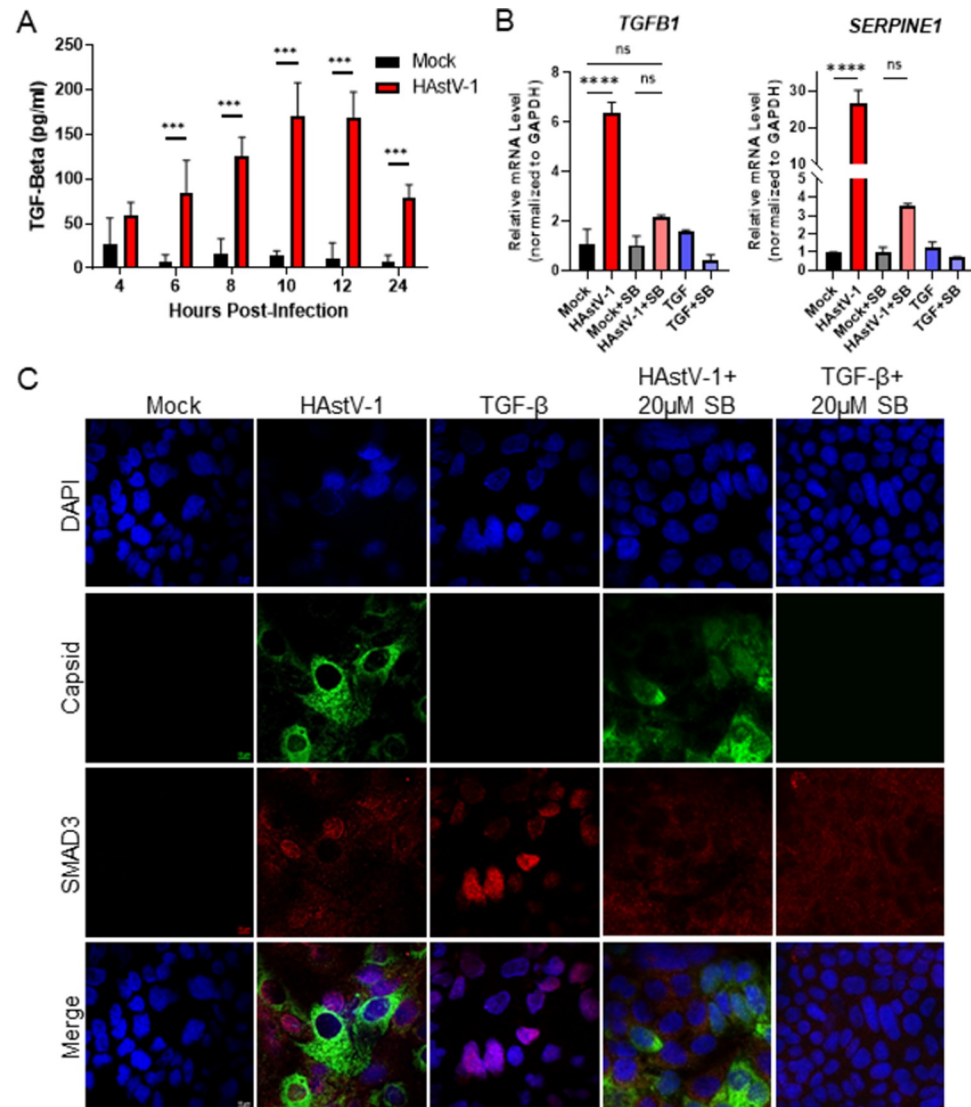 A
TGF-Beta (pg/ml)
250
200
150
100
50
0
***
***
***
***
***
Mock
HAstV-1
4 6 8 10 12 24
Hours Post-Infection
B
TGFB1
Relative mRNA Level
(normalized to GAPDH)
8
6
4
2
0
ns
**** ns
Mock
HAstV-1
Mock+SB
HAstV-1+SB
TGF
TGF+SB
SERPINE1
Relative mRNA Level
(normalized to GAPDH)
30
20
10
4
3
2
1
0
**** ns
Mock
HAstV-1
Mock+SB
HAstV-1+SB
TGF
TGF+SB
C
Mock
HAstV-1
TGF-β
HAstV-1+
20μM SB
TGF-β+
20μM SB
DAPI
Capsid
SMAD3
Merge